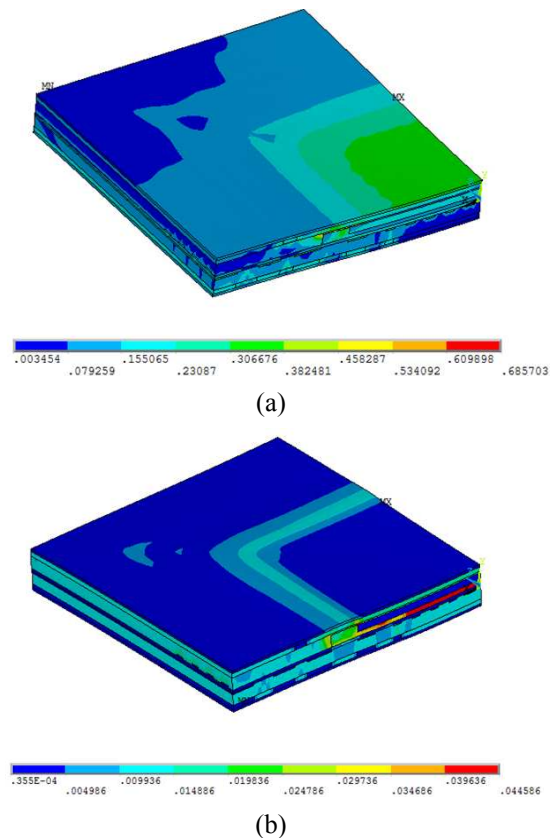 MN
MX
Y
.003454 .155065 .306676 .458287 .609898
.079259 .23087 .382481 .534092 .685703
(a)
MX
Y
.355E-04 .009936 .019836 .029736 .039636
.004986 .014886 .024786 .034686 .044586
(b)